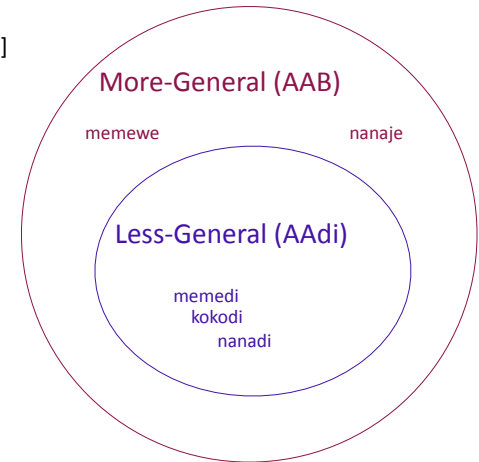 ]
More-General (AAB)
memewe nanaje
Less-General (AAdi)
memedi
kokodi
nanadi